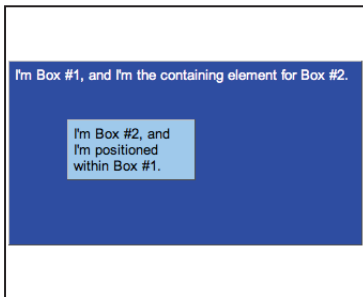 I'm Box #1, and I'm the containing element for Box #2.
I'm Box #2, and
I'm positioned
within Box #1.